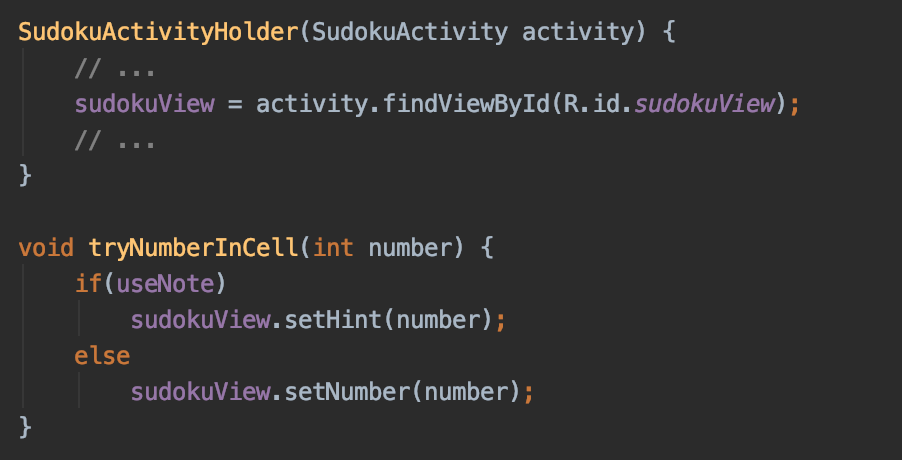 SudokuActivityHolder(SudokuActivity activity) {
    // ...
    sudokuView = activity.findViewById(R.id.sudokuView);
    // ...
}

void tryNumberInCell(int number) {
    if(useNote)
        sudokuView.setHint(number);
    else
        sudokuView.setNumber(number);
}